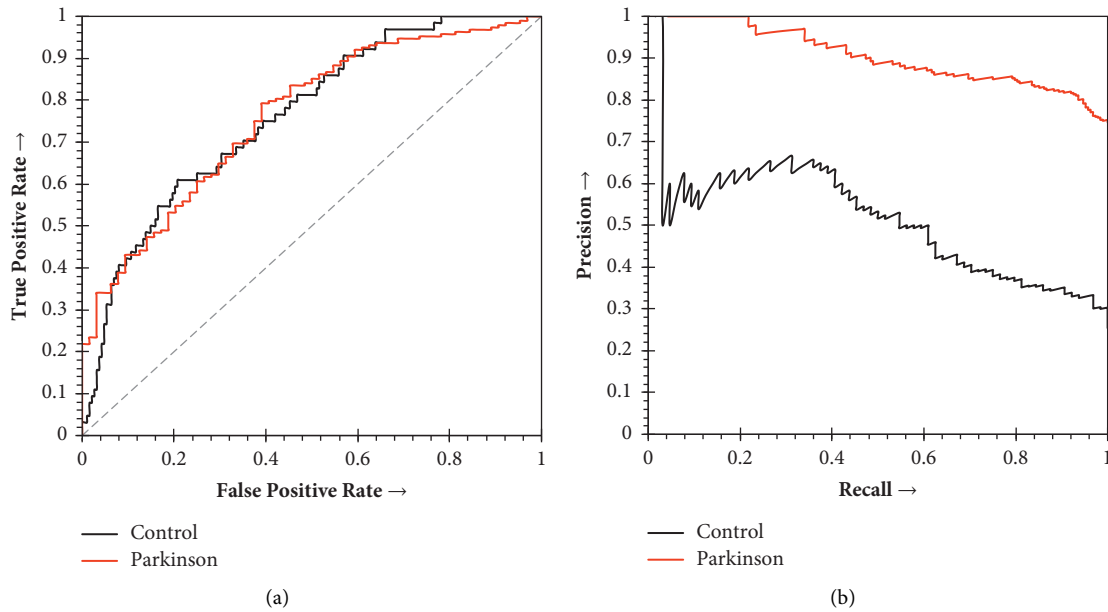 1
0.9
0.8
0.7
0.6
0.5
0.4
0.3
0.2
0.1
0
True Positive Rate →
0 0.2 0.4 0.6 0.8 1
False Positive Rate →
Control
Parkinson
(a)
1
0.9
0.8
0.7
0.6
0.5
0.4
0.3
0.2
0.1
0
Precision →
0 0.2 0.4 0.6 0.8 1
Recall →
Control
Parkinson
(b)